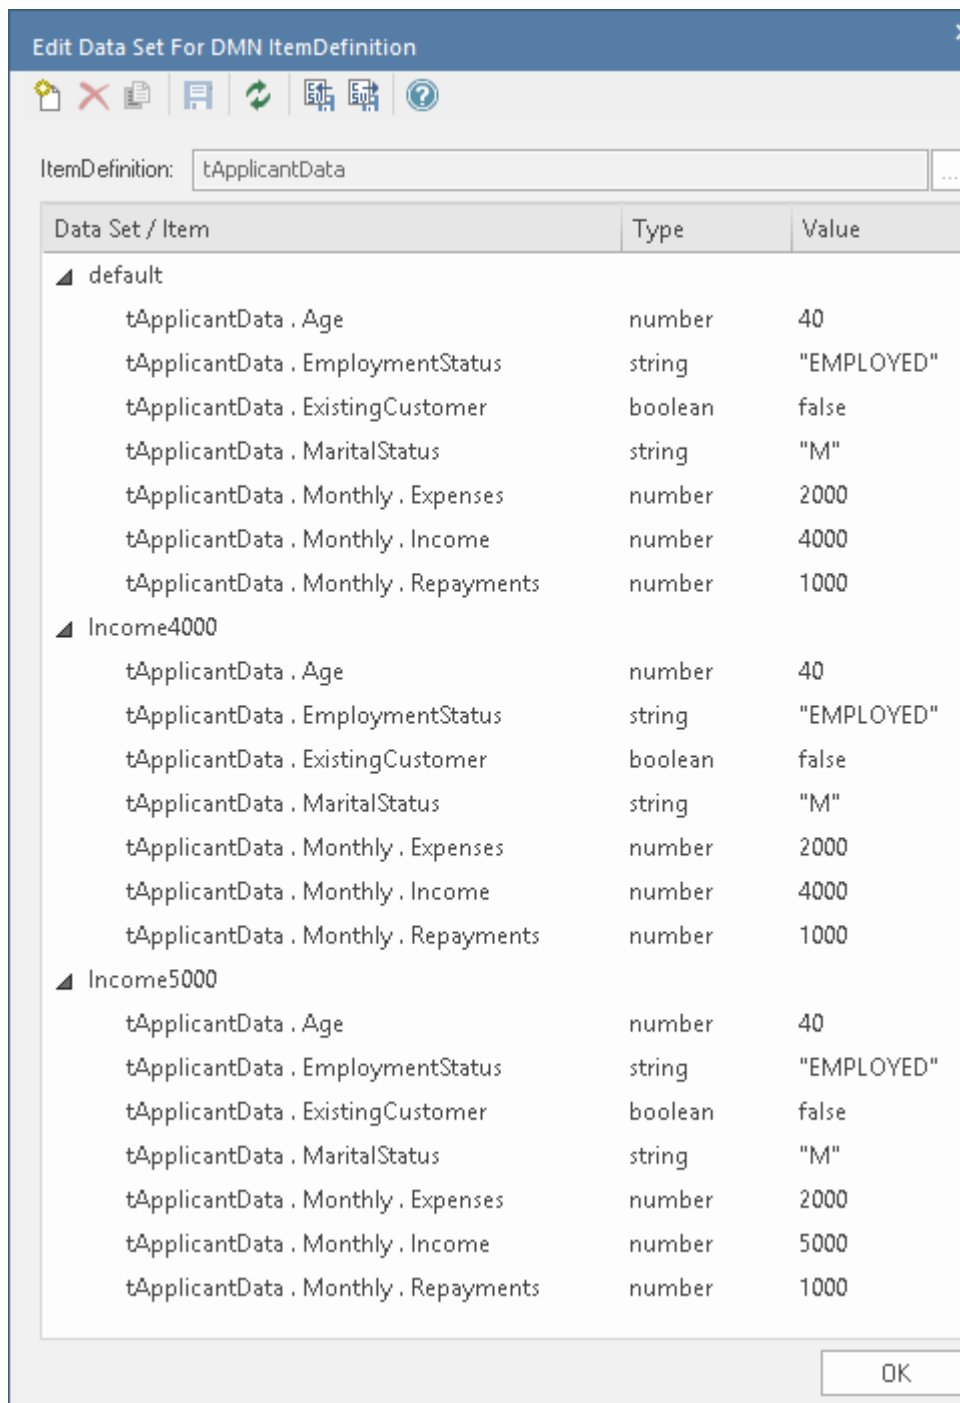 Edit Data Set For DMN ItemDefinition
ItemDefinition: tApplicantData ...
Data Set / Item Type Value
default
tApplicantData . Age number 40
tApplicantData . EmploymentStatus string "EMPLOYED"
tApplicantData . ExistingCustomer boolean false
tApplicantData . MaritalStatus string "M"
tApplicantData . Monthly . Expenses number 2000
tApplicantData . Monthly . Income number 4000
tApplicantData . Monthly . Repayments number 1000
Income4000
tApplicantData . Age number 40
tApplicantData . EmploymentStatus string "EMPLOYED"
tApplicantData . ExistingCustomer boolean false
tApplicantData . MaritalStatus string "M"
tApplicantData . Monthly . Expenses number 2000
tApplicantData . Monthly . Income number 4000
tApplicantData . Monthly . Repayments number 1000
Income5000
tApplicantData . Age number 40
tApplicantData . EmploymentStatus string "EMPLOYED"
tApplicantData . ExistingCustomer boolean false
tApplicantData . MaritalStatus string "M"
tApplicantData . Monthly . Expenses number 2000
tApplicantData . Monthly . Income number 5000
tApplicantData . Monthly . Repayments number 1000
OK